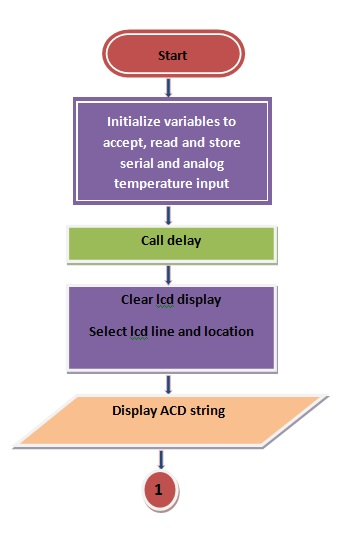 Start
Initialize variables to
accept, read and store
serial and analog
temperature input
Call delay
Clear lcd display
Select lcd line and location
Display ACD string
1